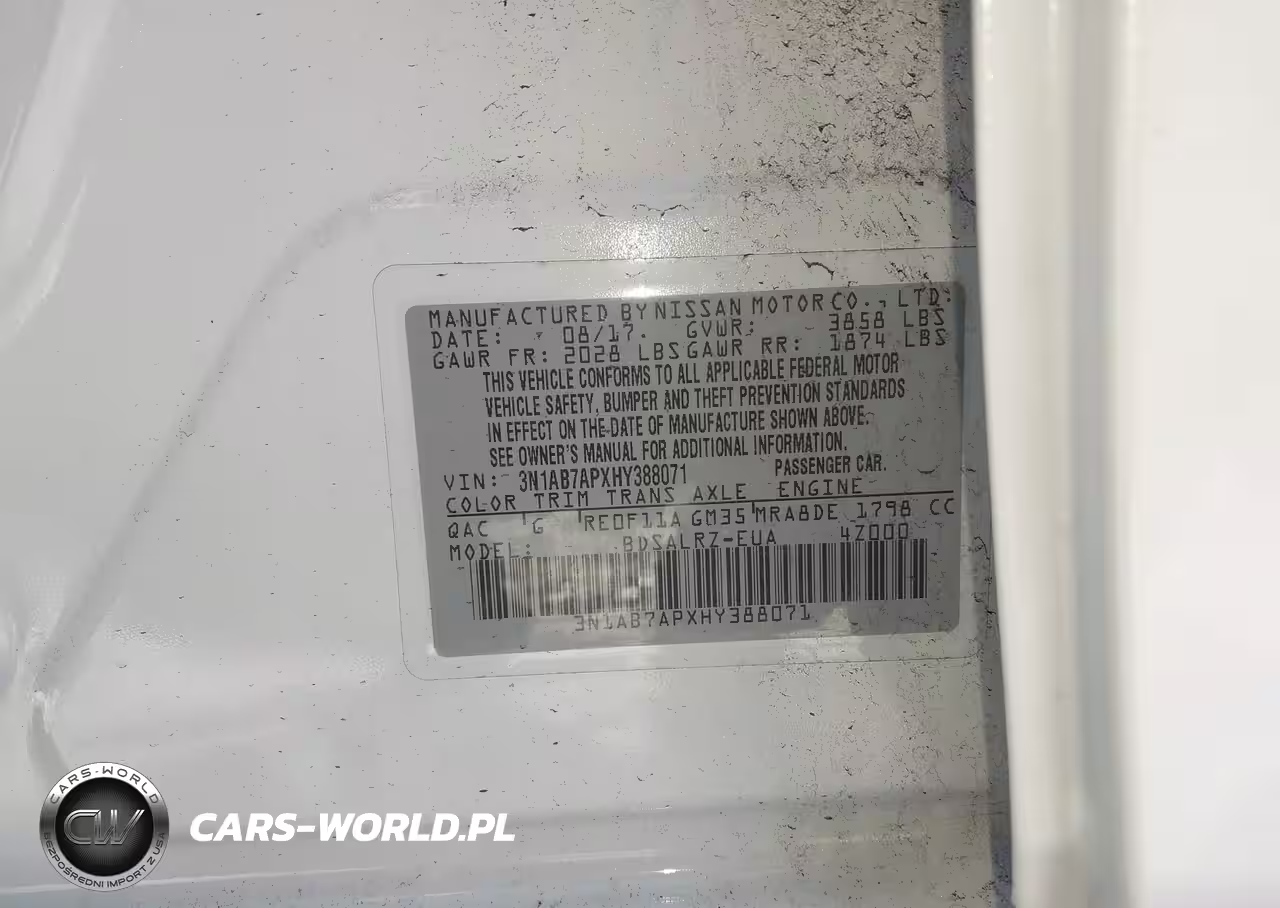 MANUFACTURED BY NISSAN MOTOR CO., LTD.
DATE: 08/17. GVWR: 3858 LBS
GAWR FR: 2028 LBS GAWR RR: 1874 LBS
THIS VEHICLE CONFORMS TO ALL APPLICABLE FEDERAL MOTOR
VEHICLE SAFETY, BUMPER AND THEFT PREVENTION STANDARDS
IN EFFECT ON THE DATE OF MANUFACTURE SHOWN ABOVE.
SEE OWNER'S MANUAL FOR ADDITIONAL INFORMATION.
VIN: 3N1AB7APXHY388071 PASSENGER CAR.
COLOR TRIM TRANS AXLE ENGINE
QAC G RE0F11A GM35 MRA8DE 1798 CC
MODEL: BDSALRZ-EUA 4Z000
3N1AB7APXHY388071
CARS-WORLD
CW
BEZPOŚREDNI IMPORT Z USA
CARS-WORLD.PL